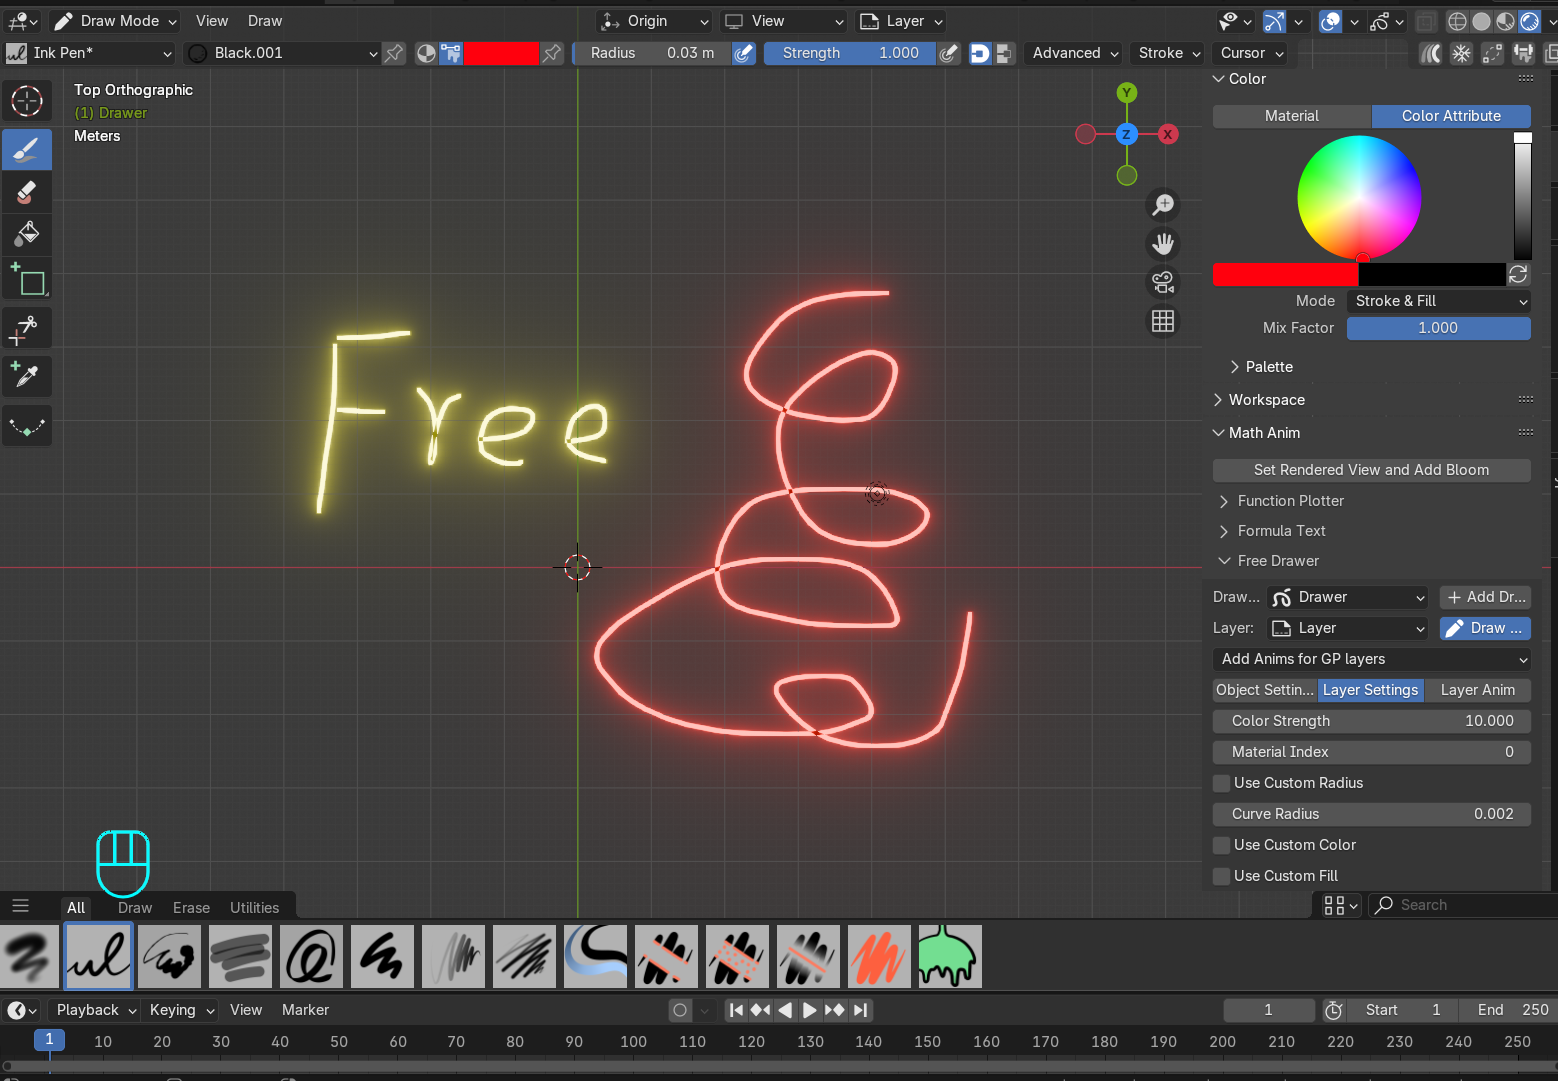 Draw Mode View Draw Origin View Layer
Ink Pen* Black.001 Radius 0.03 m Strength 1.000 Advanced Stroke Cursor
Top Orthographic
(1) Drawer
Meters
Y
Z X
Free
Color
Material Color Attribute
Mode Stroke & Fill
Mix Factor 1.000
Palette
Workspace
Math Anim
Set Rendered View and Add Bloom
Function Plotter
Formula Text
Free Drawer
Draw... Drawer Add Dr...
Layer: Layer Draw ...
Add Anims for GP layers
Object Settin... Layer Settings Layer Anim
Color Strength 10.000
Material Index 0
Use Custom Radius
Curve Radius 0.002
Use Custom Color
Use Custom Fill
All Draw Erase Utilities Search
Playback Keying View Marker 1 Start 1 End 250
1 10 20 30 40 50 60 70 80 90 100 110 120 130 140 150 160 170 180 190 200 210 220 230 240 250